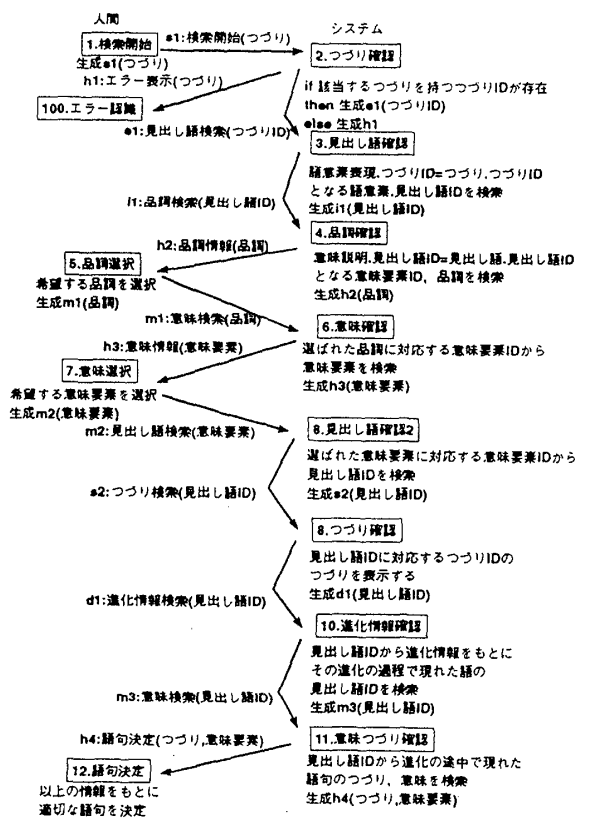 人間
システム
1.検索開始
s1:検索開始(つづり)
2.つづり確認
生成s1(つづり)
h1:エラー表示(つづり)
if 該当するつづりを持つつづりIDが存在
then 生成e1(つづりID)
else 生成h1
100.エラー認識
e1:見出し語検索(つづりID)
3.見出し語確認
語意素表現.つづりID=つづり.つづりID
となる語意素.見出し語IDを検索
生成i1(見出し語ID)
i1:品詞検索(見出し語ID)
4.品詞確認
h2:品詞情報(品詞)
意味説明.見出し語ID=見出し語.見出し語ID
となる意味要素ID、品詞を検索
生成h2(品詞)
5.品詞選択
希望する品詞を選択
生成m1(品詞)
m1:意味検索(品詞)
6.意味確認
h3:意味情報(意味要素)
選ばれた品詞に対応する意味要素IDから
意味要素を検索
生成h3(意味要素)
7.意味選択
希望する意味要素を選択
生成m2(意味要素)
m2:見出し語検索(意味要素)
8.見出し語確認2
選ばれた意味要素に対応する意味要素IDから
見出し語IDを検索
生成s2(見出し語ID)
s2:つづり検索(見出し語ID)
8.つづり確認
見出し語IDに対応するつづりIDの
つづりを表示する
生成d1(見出し語ID)
d1:進化情報検索(見出し語ID)
10.進化情報確認
見出し語IDから進化情報をもとに
その進化の過程で現れた語の
見出し語IDを検索
生成m3(見出し語ID)
m3:意味検索(見出し語ID)
11.意味つづり確認
h4:語句決定(つづり,意味要素)
見出し語IDから進化の途中で現れた
語句のつづり、意味を検索
生成h4(つづり,意味要素)
12.語句決定
以上の情報をもとに
適切な語句を決定